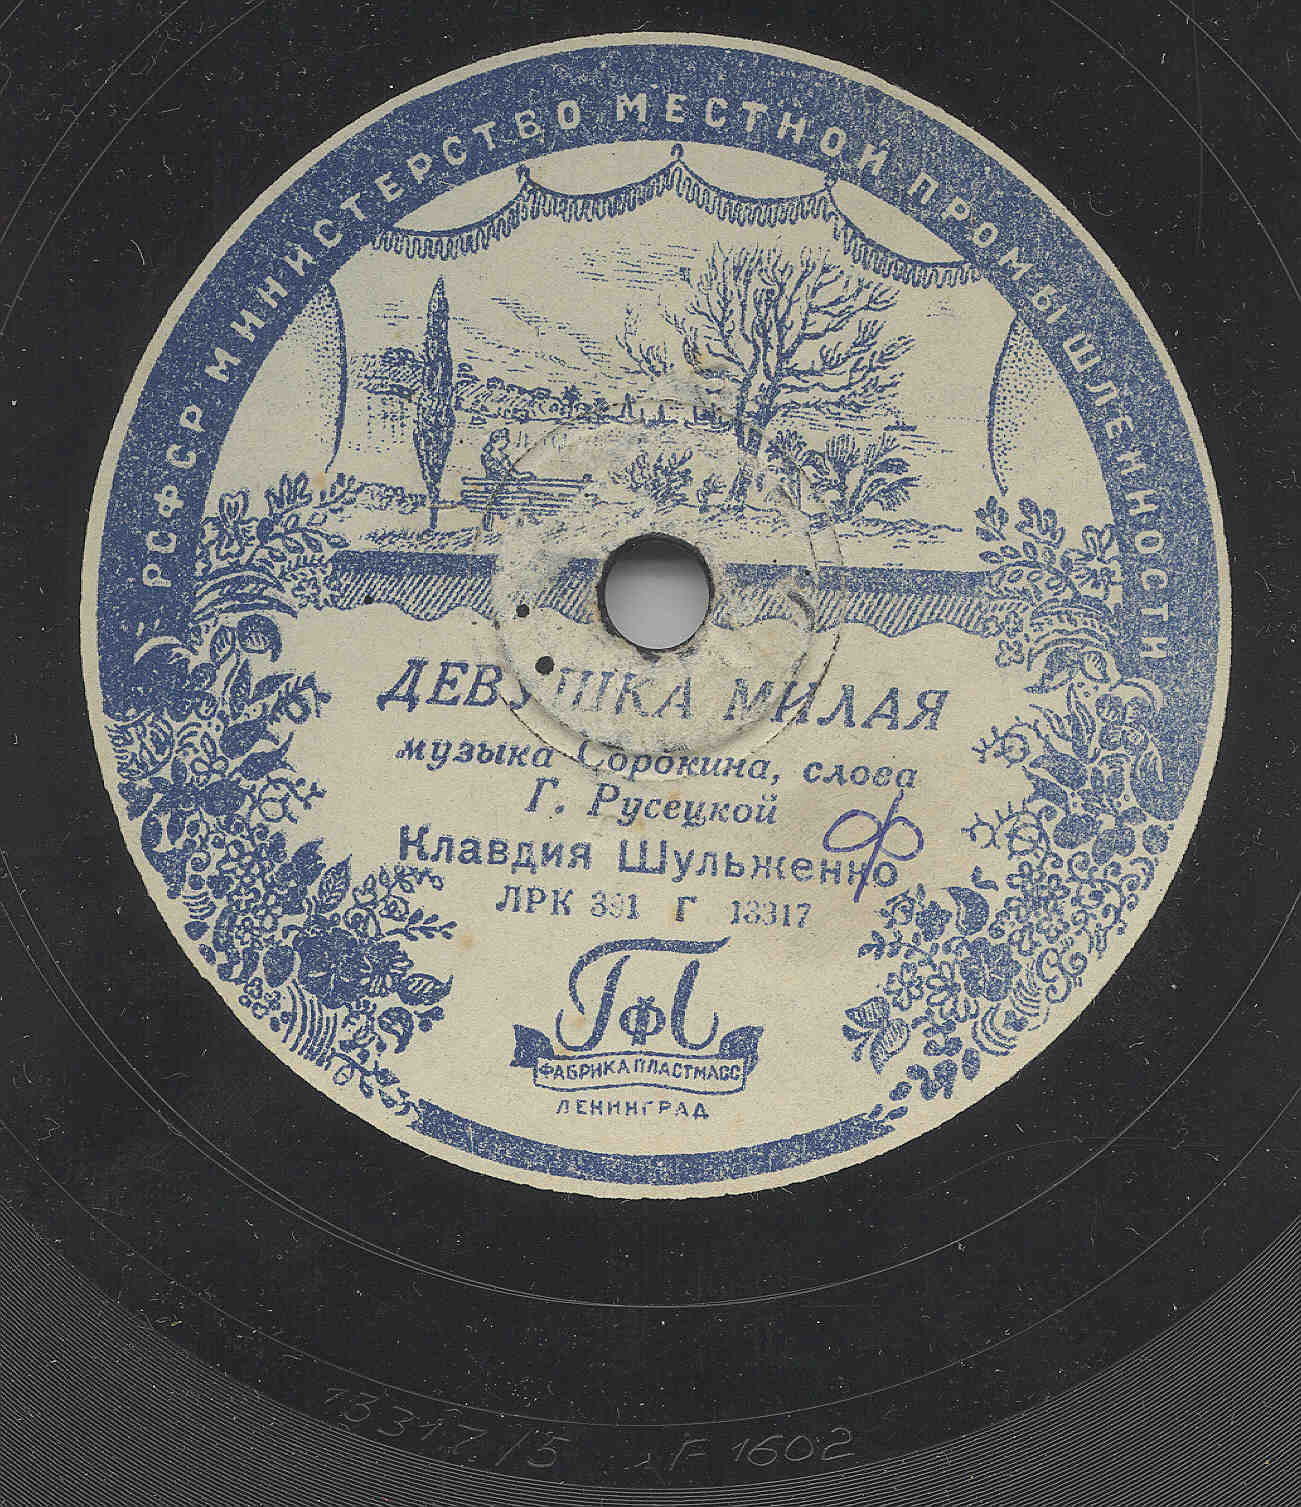 РСФСР МИНИСТЕРСТВО МЕСТНОЙ ПРОМЫШЛЕННОСТИ
ДЕВУШКА МИЛАЯ
музыка Сорокина, слова
Г. Русецкой
Ф
Клавдия Шульженко
ЛРК 391 Г 13317
ГФП
ФАБРИКА ПЛАСТМАСС
ЛЕНИНГРАД
13317/5 F 1602